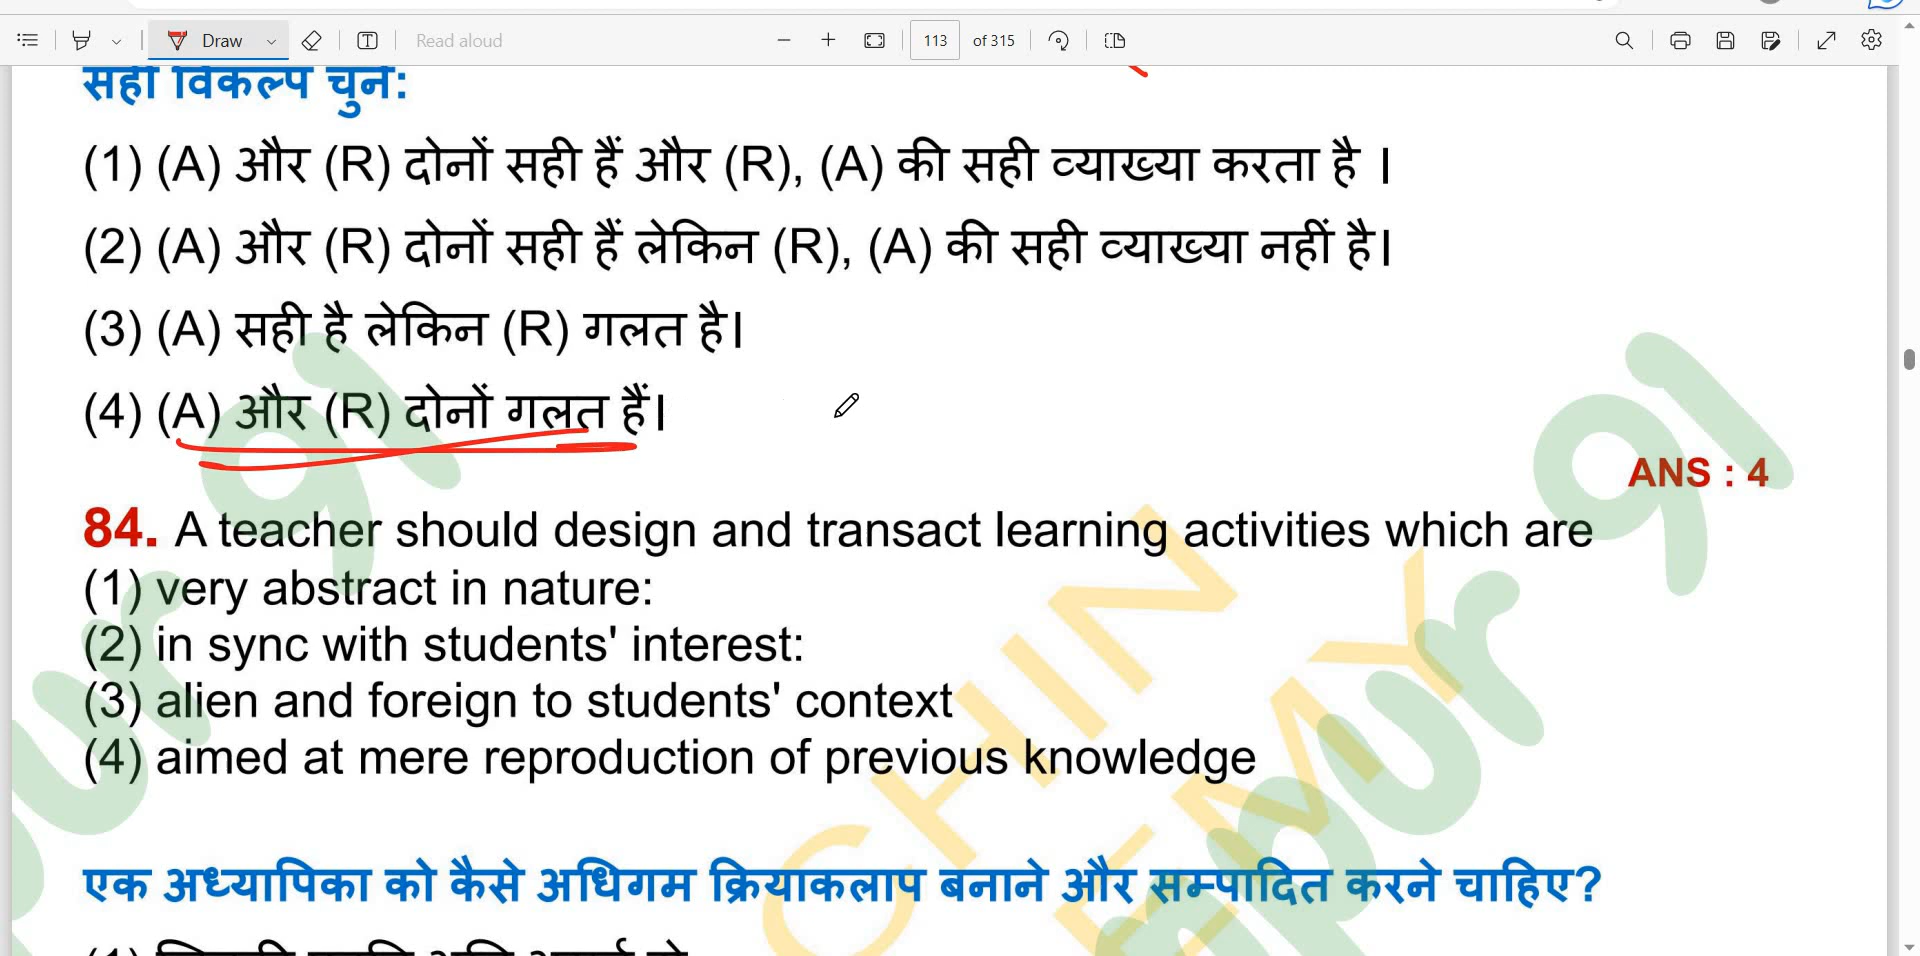 Draw
Read aloud
113 of 315
सही विकल्प चुनें:
(1) (A) और (R) दोनों सही हैं और (R), (A) की सही व्याख्या करता है ।
(2) (A) और (R) दोनों सही हैं लेकिन (R), (A) की सही व्याख्या नहीं है।
(3) (A) सही है लेकिन (R) गलत है।
(4) (A) और (R) दोनों गलत हैं।
ANS : 4
84. A teacher should design and transact learning activities which are
(1) very abstract in nature:
(2) in sync with students' interest:
(3) alien and foreign to students' context
(4) aimed at mere reproduction of previous knowledge
एक अध्यापिका को कैसे अधिगम क्रियाकलाप बनाने और सम्पादित करने चाहिए?